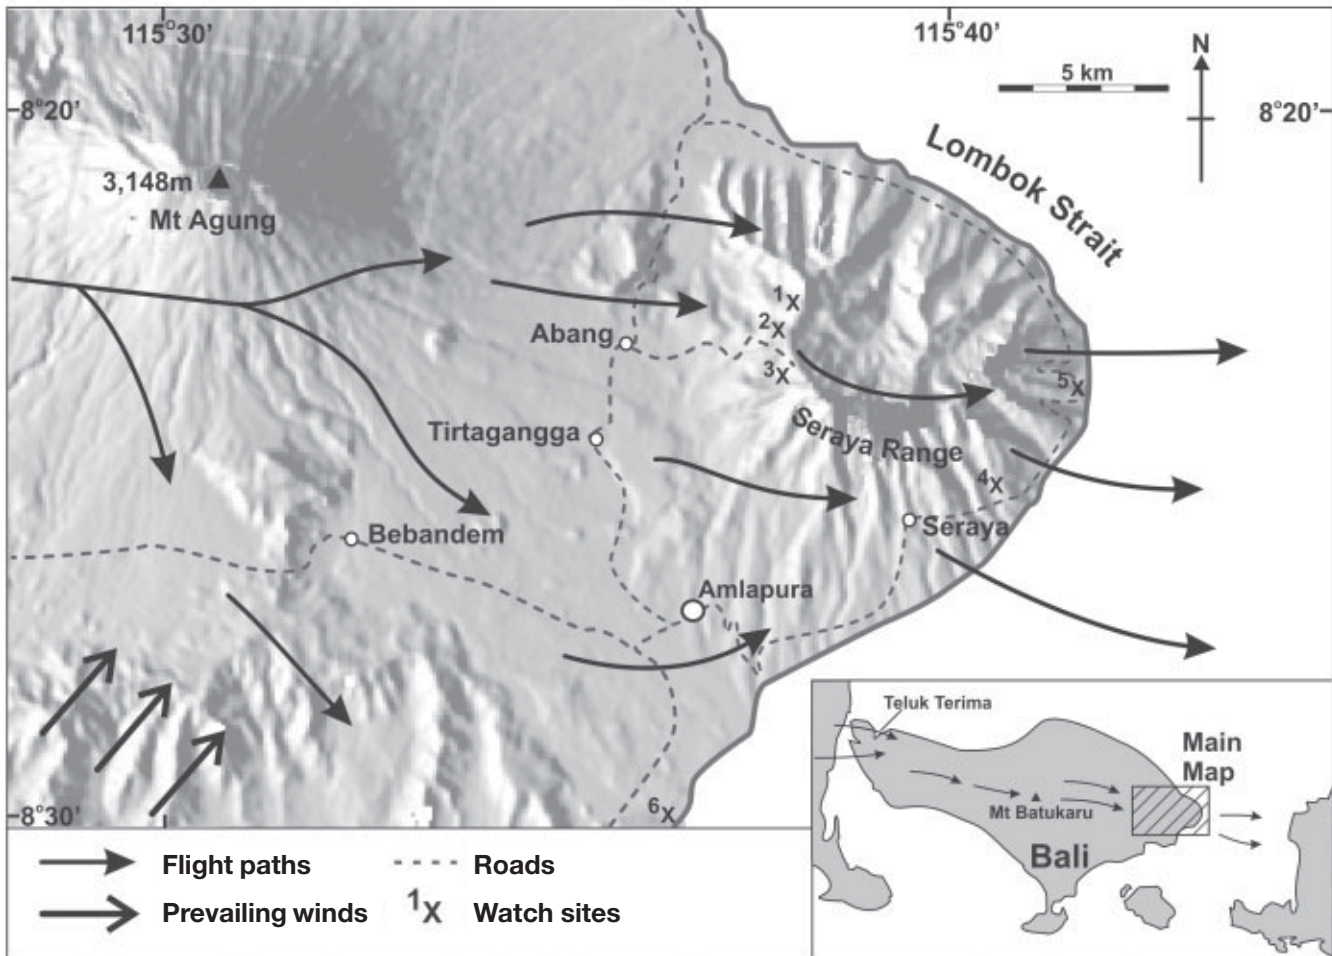 115°30'
115°40'
N
5 km
8°20'
8°20'
Lombok Strait
3,148m
Mt Agung
1X
2X
Abang
3X
5X
Tirtagangga
Seraya Range
4X
Bebandem
Seraya
Amlapura
8°30'
6X
Teluk Terima
Main
Map
Mt Batukaru
Bali
Flight paths
Roads
Prevailing winds
1X
Watch sites